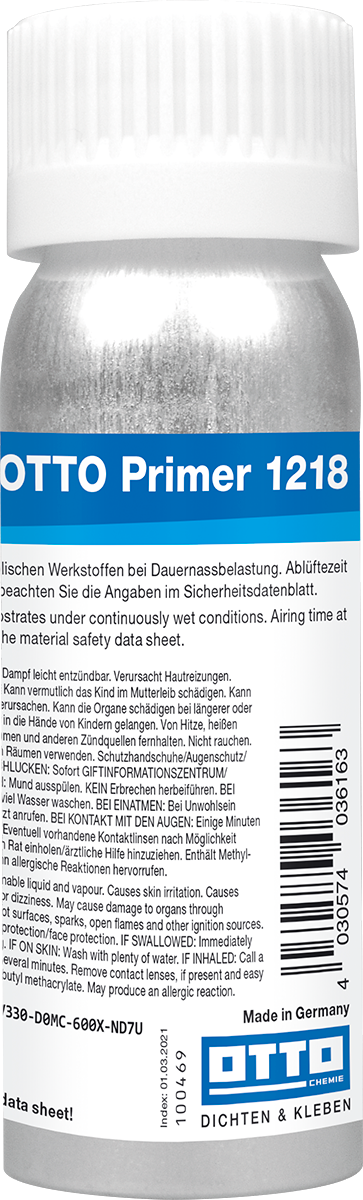 OTTO Primer 1218
llischen Werkstoffen bei Dauernassbelastung. Ablüftezeit
beachten Sie die Angaben im Sicherheitsdatenblatt.
strates under continuously wet conditions. Airing time at
he material safety data sheet.
Dampf leicht entzündbar. Verursacht Hautreizungen.
Kann vermutlich das Kind im Mutterleib schädigen. Kann
erursachen. Kann die Organe schädigen bei längerer oder
in die Hände von Kindern gelangen. Von Hitze, heißen
men und anderen Zündquellen fernhalten. Nicht rauchen.
Räumen verwenden. Schutzhandschuhe/Augenschutz/
HLUCKEN: Sofort GIFTINFORMATIONSZENTRUM/
: Mund ausspülen. KEIN Erbrechen herbeiführen. BEI
viel Wasser waschen. BEI EINATMEN: Bei Unwohlsein
zt anrufen. BEI KONTAKT MIT DEN AUGEN: Einige Minuten
Eventuell vorhandene Kontaktlinsen nach Möglichkeit
Rat einholen/ärztliche Hilfe hinzuziehen. Enthält Methyl-
n allergische Reaktionen hervorrufen.
nable liquid and vapour. Causes skin irritation. Causes
or dizziness. May cause damage to organs through
ot surfaces, sparks, open flames and other ignition sources.
protection/face protection. IF SWALLOWED: Immediately
. IF ON SKIN: Wash with plenty of water. IF INHALED: Call a
several minutes. Remove contact lenses, if present and easy
butyl methacrylate. May produce an allergic reaction.
4 030574 036163
V330-D0MC-600X-ND7U
data sheet!
Index: 01.03.2021
100469
Made in Germany
OTTO
CHEMIE
DICHTEN & KLEBEN